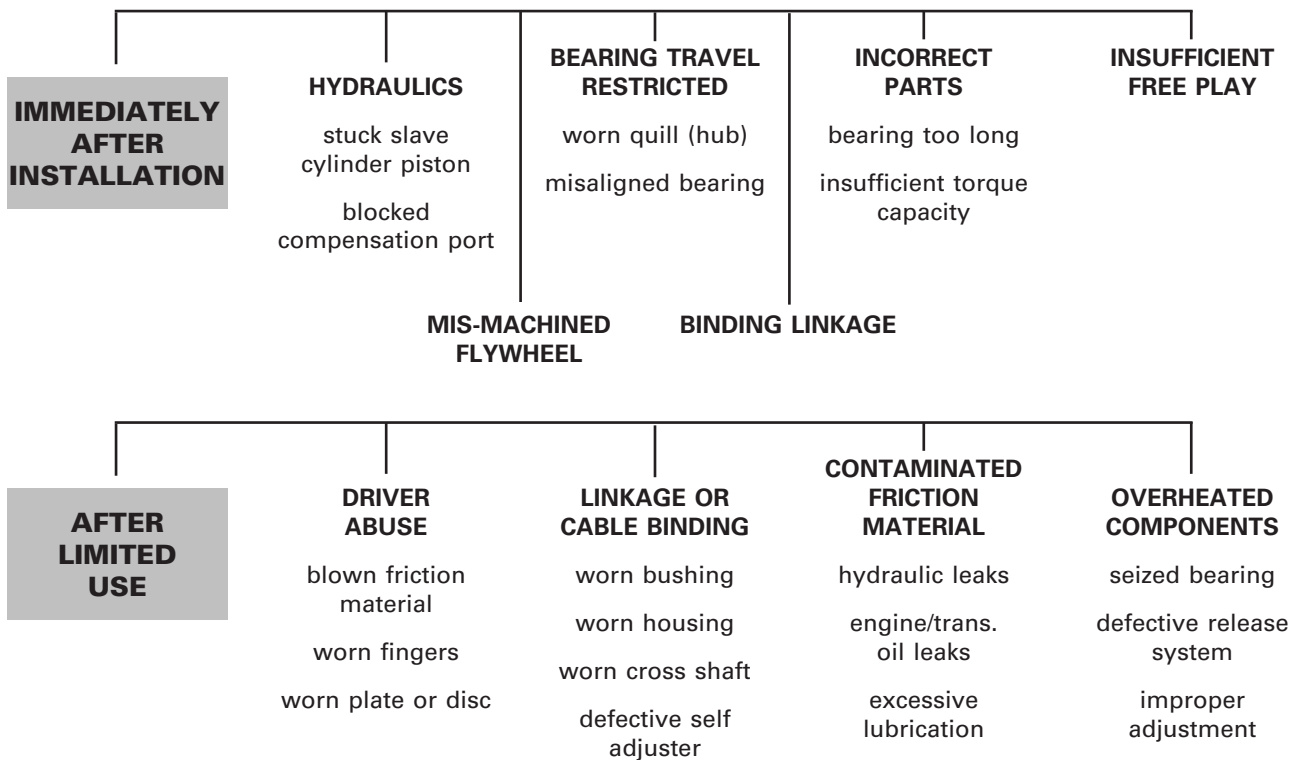 IMMEDIATELY
AFTER
INSTALLATION
HYDRAULICS
stuck slave
cylinder piston
blocked
compensation port
BEARING TRAVEL
RESTRICTED
worn quill (hub)
misaligned bearing
INCORRECT
PARTS
bearing too long
insufficient torque
capacity
INSUFFICIENT
FREE PLAY
MIS-MACHINED
FLYWHEEL
BINDING LINKAGE
AFTER
LIMITED
USE
DRIVER
ABUSE
blown friction
material
worn fingers
worn plate or disc
LINKAGE OR
CABLE BINDING
worn bushing
worn housing
worn cross shaft
defective self
adjuster
CONTAMINATED
FRICTION
MATERIAL
hydraulic leaks
engine/trans.
oil leaks
excessive
lubrication
OVERHEATED
COMPONENTS
seized bearing
defective release
system
improper
adjustment